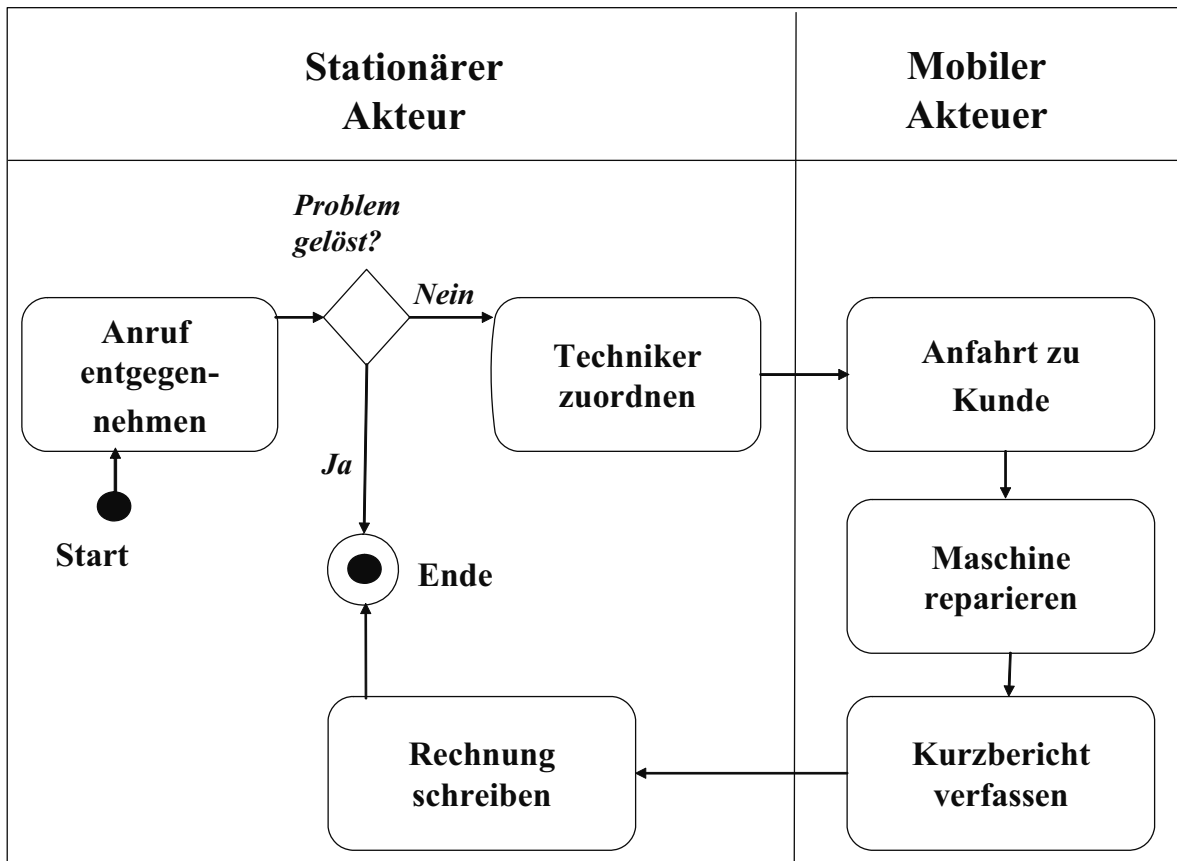 Stationärer
Akteur
Mobiler
Akteuer
Problem
gelöst?
Nein
Anruf
entgegen-
nehmen
Techniker
zuordnen
Anfahrt zu
Kunde
Ja
Start
Ende
Maschine
reparieren
Rechnung
schreiben
Kurzbericht
verfassen